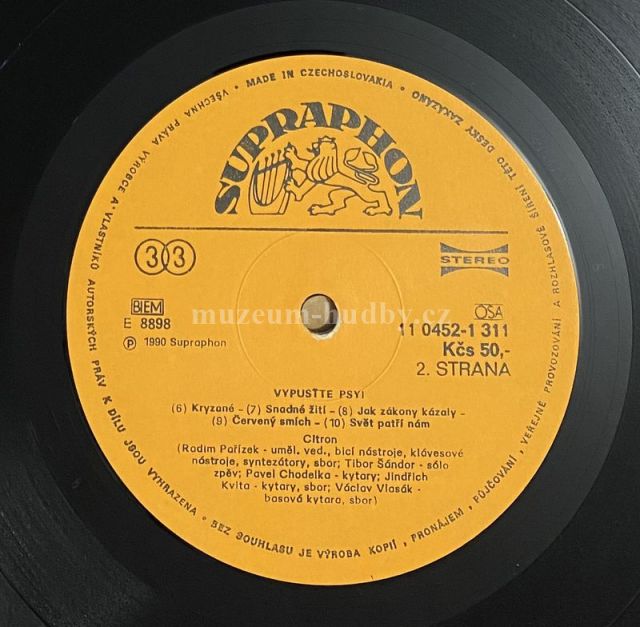 VŠECHNA PRÁVA VÝROBCE A VLASTNÍKŮ AUTORSKÝCH PRÁV K DÍLU JSOU VYHRAZENA • BEZ SOUHLASU JE VÝROBA KOPIÍ, PRONÁJEM, PŮJČOVÁNÍ, VEŘEJNÉ PROVOZOVÁNÍ A ROZHLASOVÉ ŠÍŘENÍ TÉTO DESKY ZAKÁZÁNO • MADE IN CZECHOSLOVAKIA •
SUPRAPHON
33
STEREO
BIEM
OSA
E 8898
muzeum-hudby.cz
11 0452-1 311
℗ 1990 Supraphon
Kčs 50,-
2. STRANA
VYPUSŤTE PSY!
(6) Kryzané - (7) Snadné žití - (8) Jak zákony kázaly -
(9) Červený smích - (10) Svět patří nám
Citron
(Radim Pařízek - uměl. ved., bicí nástroje, klávesové
nástroje, syntezátory, sbor; Tibor Šándor - sólo
zpěv; Pavel Chodelka - kytary; Jindřich
Kvita - kytary, sbor; Václav Vlasák -
basová kytara, sbor)